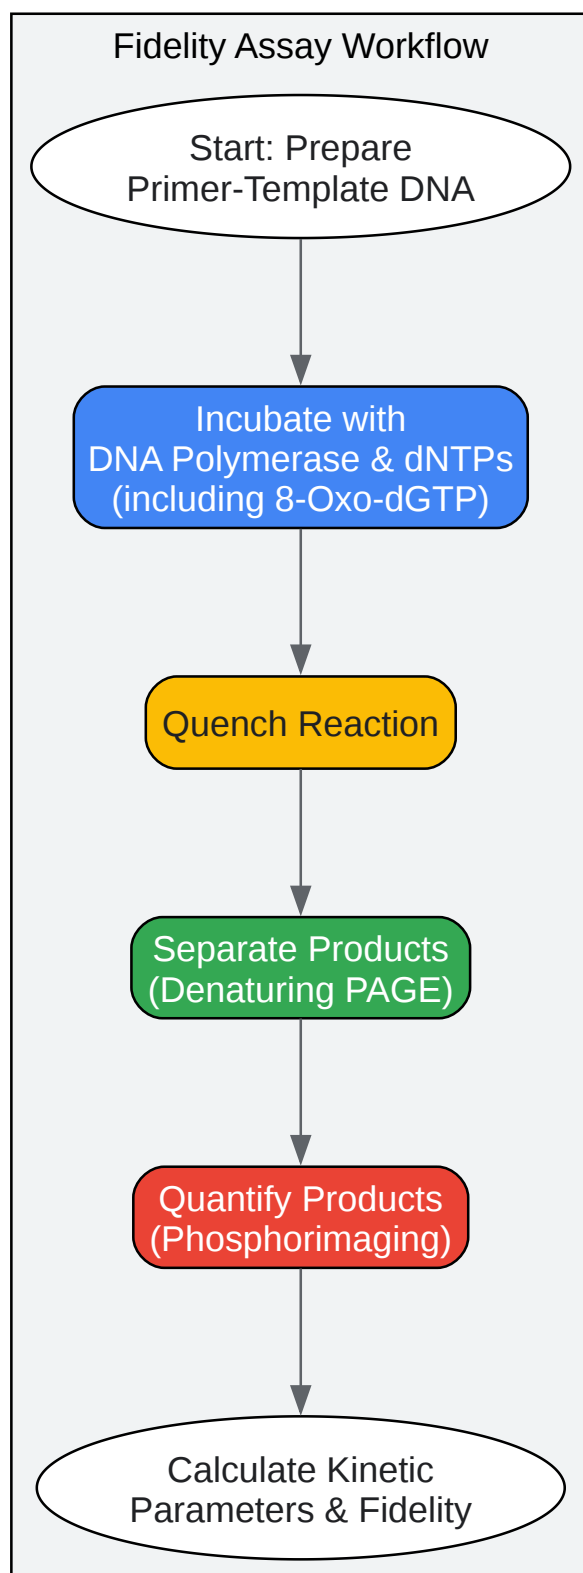 Fidelity Assay Workflow
Start: Prepare
Primer-Template DNA
Incubate with
DNA Polymerase & dNTPs
(including 8-Oxo-dGTP)
Quench Reaction
Separate Products
(Denaturing PAGE)
Quantify Products
(Phosphorimaging)
Calculate Kinetic
Parameters & Fidelity